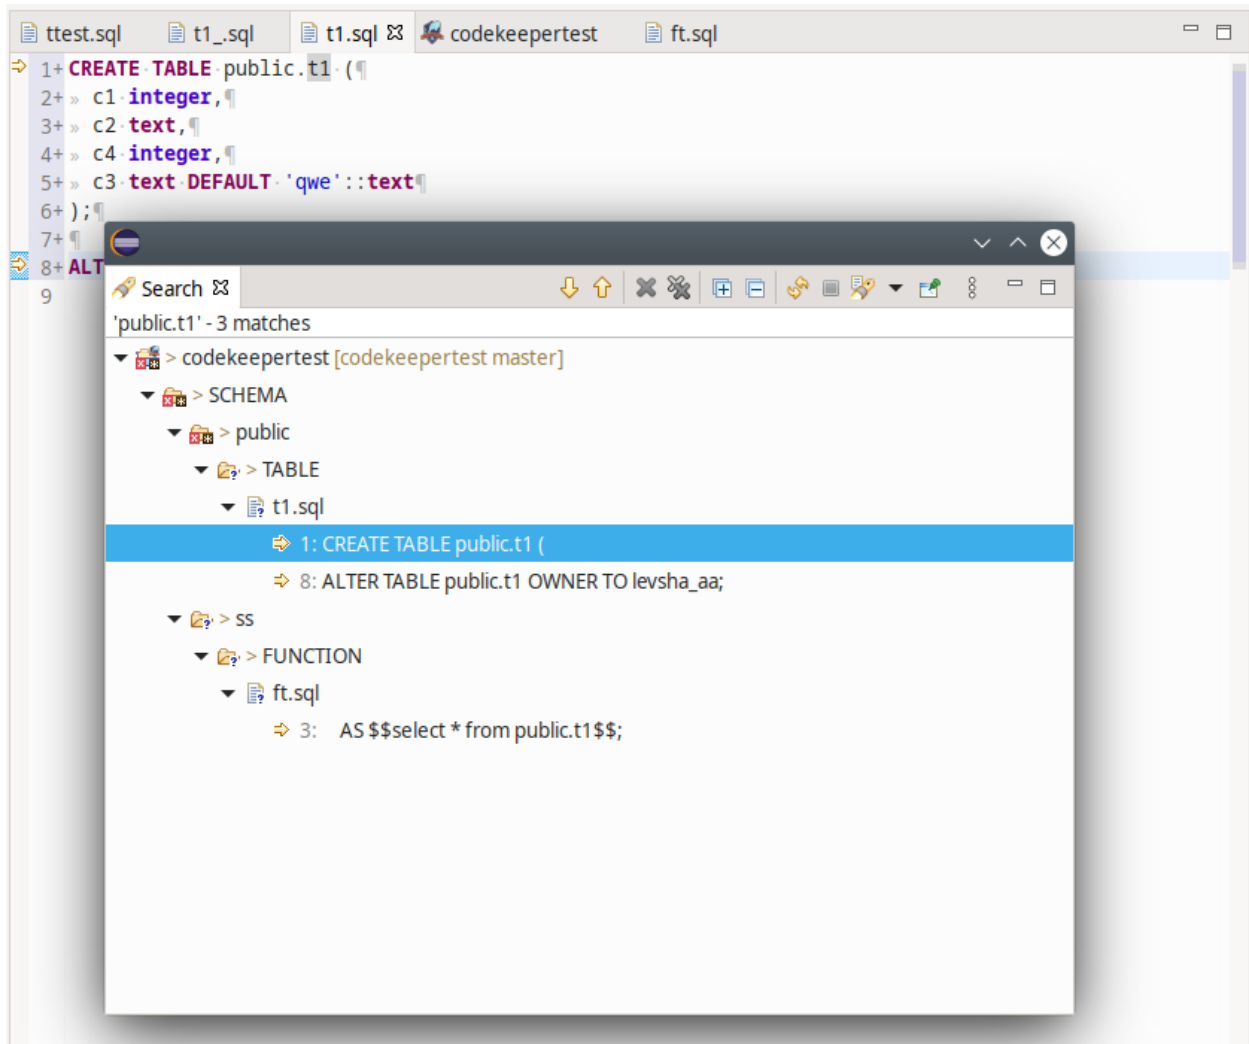 ttest.sql t1_.sql t1.sql codekeepertest ft.sql
1+ CREATE TABLE public.t1 (¶
2+ » c1 integer,¶
3+ » c2 text,¶
4+ » c4 integer,¶
5+ » c3 text DEFAULT 'qwe'::text¶
6+ );¶
7+ ¶
8+ ALT
9
Search
'public.t1' - 3 matches
> codekeepertest [codekeepertest master]
> SCHEMA
> public
> TABLE
t1.sql
1: CREATE TABLE public.t1 (
8: ALTER TABLE public.t1 OWNER TO levsha_aa;
> ss
> FUNCTION
ft.sql
3: AS $$select * from public.t1$$;